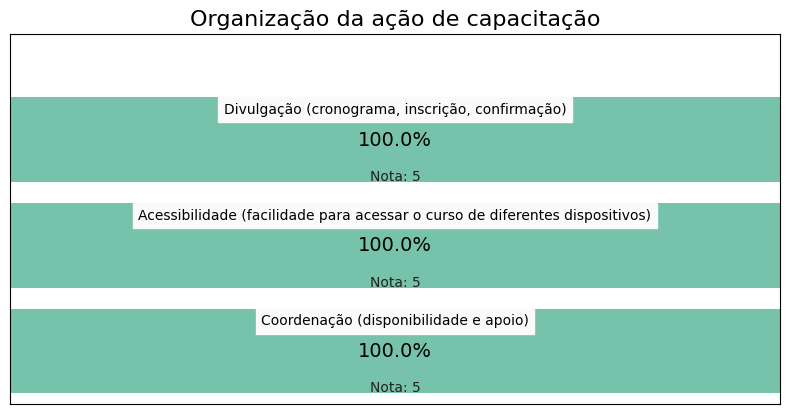 Organização da ação de capacitação
Divulgação (cronograma, inscrição, confirmação)
100.0%
Nota: 5
Acessibilidade (facilidade para acessar o curso de diferentes dispositivos)
100.0%
Nota: 5
Coordenação (disponibilidade e apoio)
100.0%
Nota: 5